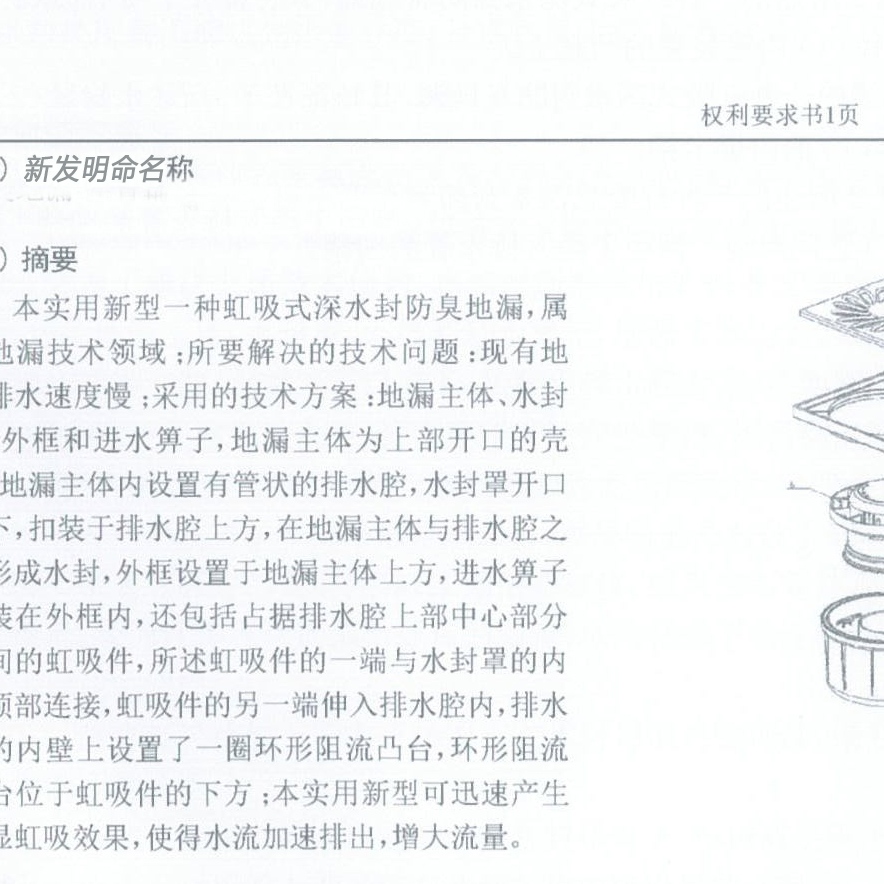 权利要求书1页
) 新发明命名称
) 摘要
本实用新型一种虹吸式深水封防臭地漏,属
地漏技术领域;所要解决的技术问题:现有地
排水速度慢;采用的技术方案:地漏主体、水封
外框和进水箅子,地漏主体为上部开口的壳
地漏主体内设置有管状的排水腔,水封罩开口
下,扣装于排水腔上方,在地漏主体与排水腔之
形成水封,外框设置于地漏主体上方,进水箅子
装在外框内,还包括占据排水腔上部中心部分
间的虹吸件,所述虹吸件的一端与水封罩的内
顶部连接,虹吸件的另一端伸入排水腔内,排水
的内壁上设置了一圈环形阻流凸台,环形阻流
台位于虹吸件的下方;本实用新型可迅速产生
显虹吸效果,使得水流加速排出,增大流量。